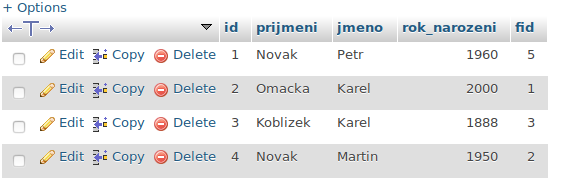 + Options
id prijmeni jmeno rok_narozeni fid
Edit Copy Delete 1 Novak Petr 1960 5
Edit Copy Delete 2 Omacka Karel 2000 1
Edit Copy Delete 3 Koblizek Karel 1888 3
Edit Copy Delete 4 Novak Martin 1950 2